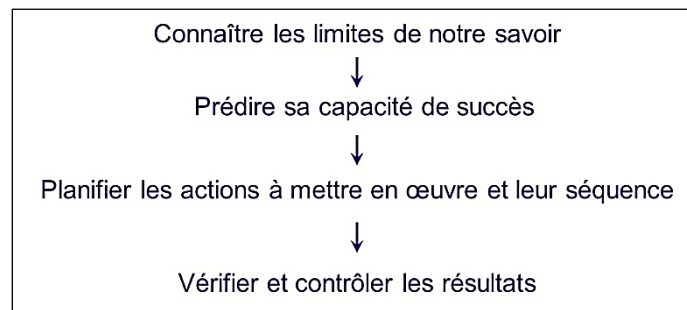 Connaître les limites de notre savoir
Prédire sa capacité de succès
Planifier les actions à mettre en œuvre et leur séquence
Vérifier et contrôler les résultats